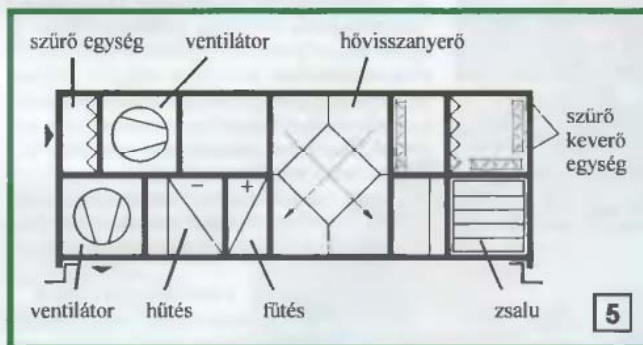 szűrő egység
ventilátor
hővisszanyerő
szűrő
keverő
egység
− +
ventilátor
hűtés
fűtés
zsalu
5